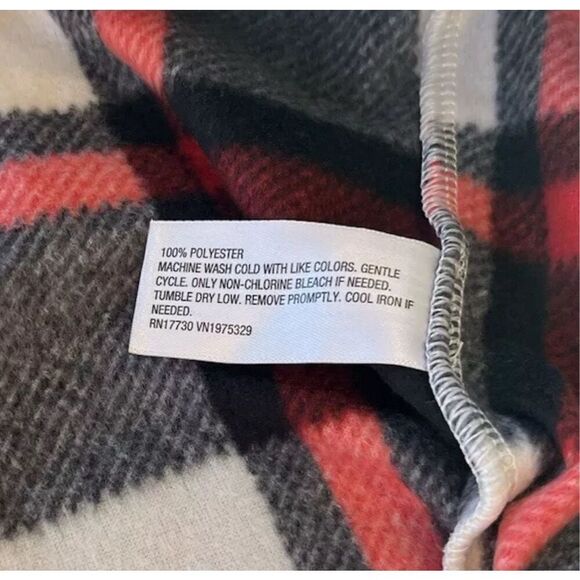 100% POLYESTER
MACHINE WASH COLD WITH LIKE COLORS. GENTLE
CYCLE. ONLY NON-CHLORINE BLEACH IF NEEDED.
TUMBLE DRY LOW. REMOVE PROMPTLY. COOL IRON IF
NEEDED.
RN17730 VN1975329